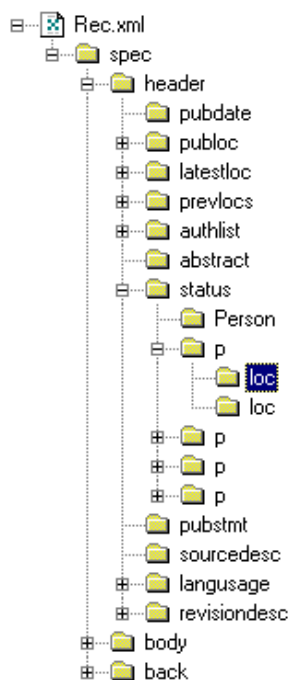 Rec.xml
spec
header
pubdate
publoc
latestloc
prevlocs
authlist
abstract
status
Person
p
loc
loc
p
p
p
pubstmt
sourcedesc
langusage
revisiondesc
body
back